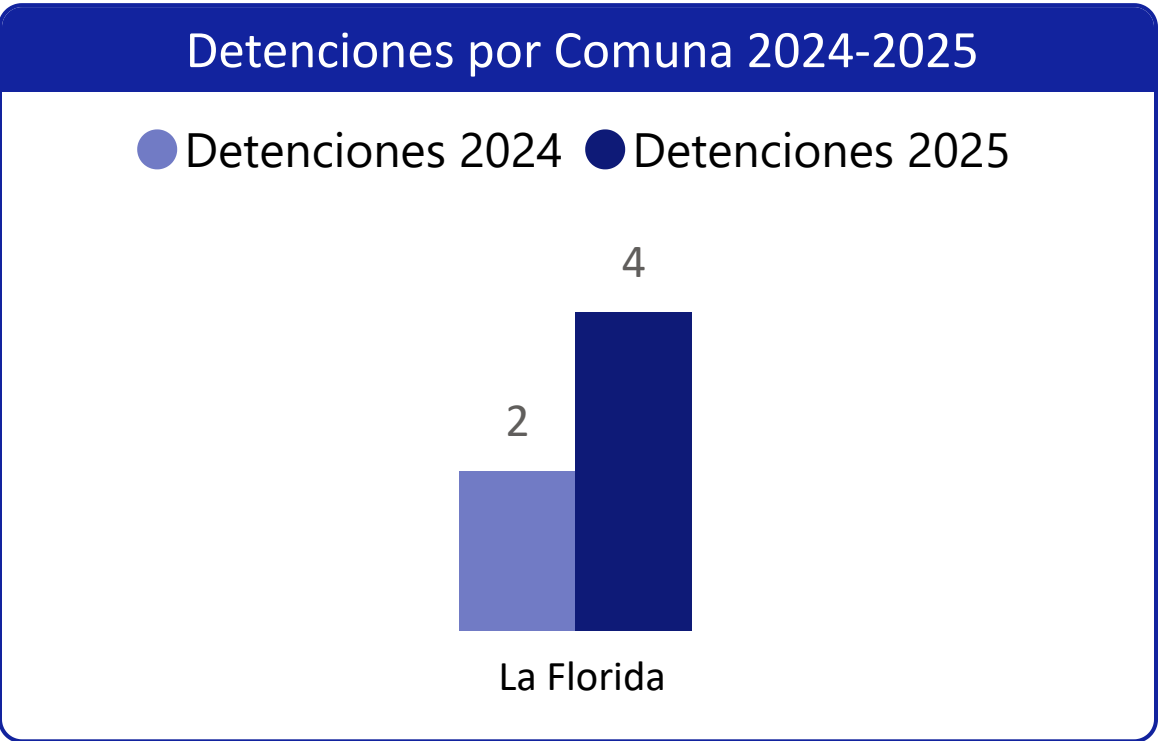 Detenciones por Comuna 2024-2025
Detenciones 2024 Detenciones 2025
4
2
La Florida